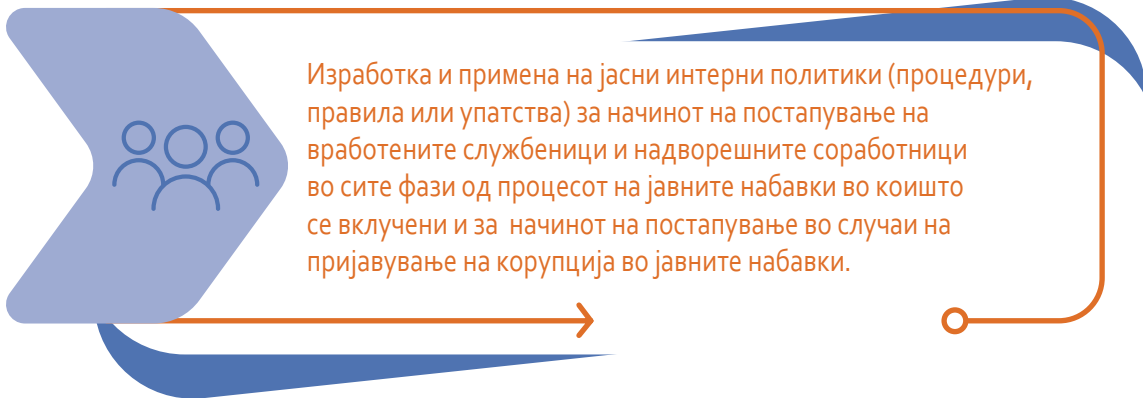 Изработка и примена на јасни интерни политики (процедури,
правила или упатства) за начинот на постапување на
вработените службеници и надворешните соработници
во сите фази од процесот на јавните набавки во коишто
се вклучени и за  начинот на постапување во случаи на
пријавување на корупција во јавните набавки.